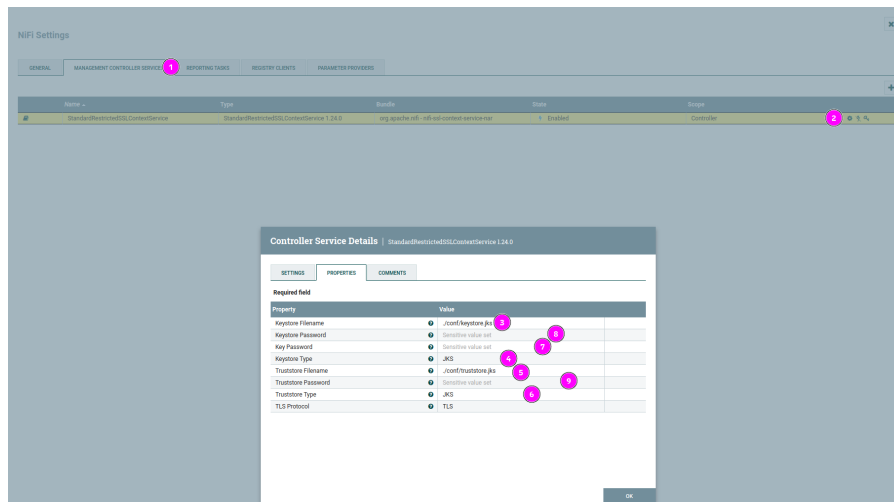 NiFi Settings
GENERAL MANAGEMENT CONTROLLER SERVICES 1 REPORTING TASKS REGISTRY CLIENTS PARAMETER PROVIDERS
Name Type Bundle State Scope
StandardRestrictedSSLContextService StandardRestrictedSSLContextService 1.24.0 org.apache.nifi - nifi-ssl-context-service-nar Enabled Controller 2
Controller Service Details | StandardRestrictedSSLContextService 1.24.0
SETTINGS PROPERTIES COMMENTS
Required field
Property Value
Keystore Filename ./conf/keystore.jks 3
Keystore Password Sensitive value set 8
Key Password Sensitive value set 7
Keystore Type JKS 4
Truststore Filename ./conf/truststore.jks 5
Truststore Password Sensitive value set 9
Truststore Type JKS 6
TLS Protocol TLS
OK